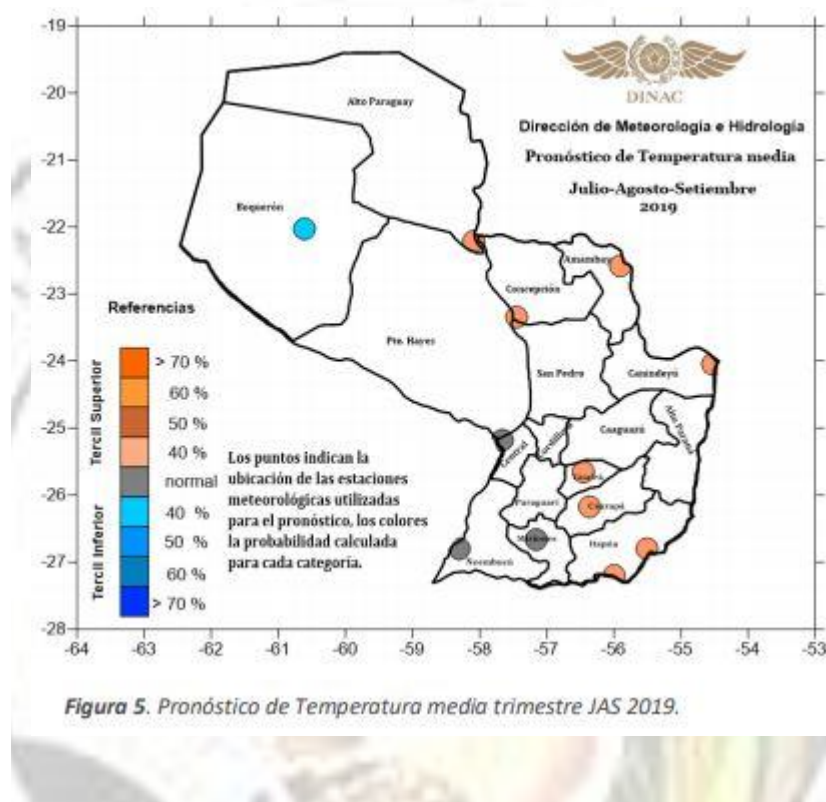 DINAC
Dirección de Meteorología e Hidrología
Pronóstico de Temperatura media
Julio-Agosto-Setiembre
2019
-19
-20
-21
-22
-23
-24
-25
-26
-27
-28
Alto Paraguay
Boquerón
Amambay
Concepción
Pte. Hayes
San Pedro
Canindeyú
Caaguazú
Alto Paraná
Cordillera
Central
Paraguarí
Caazapá
Misiones
Itapúa
Ñeembucú
Referencias
Tercil Superior
> 70 %
60 %
50 %
40 %
normal
Tercil Inferior
40 %
50 %
60 %
> 70 %
Los puntos indican la
ubicación de las estaciones
meteorológicas utilizadas
para el pronóstico, los colores
la probabilidad calculada
para cada categoría.
-64
-63
-62
-61
-60
-59
-58
-57
-56
-55
-54
-53
Figura 5. Pronóstico de Temperatura media trimestre JAS 2019.